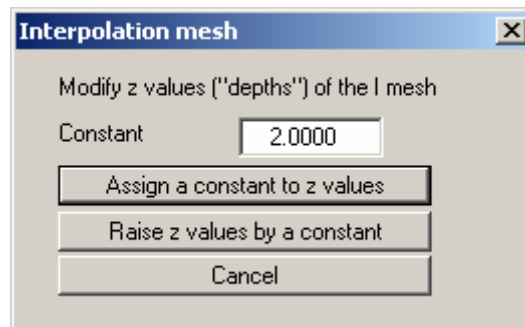 Interpolation mesh
Modify z values ("depths") of the I mesh
Constant 2.0000
Assign a constant to z values
Raise z values by a constant
Cancel